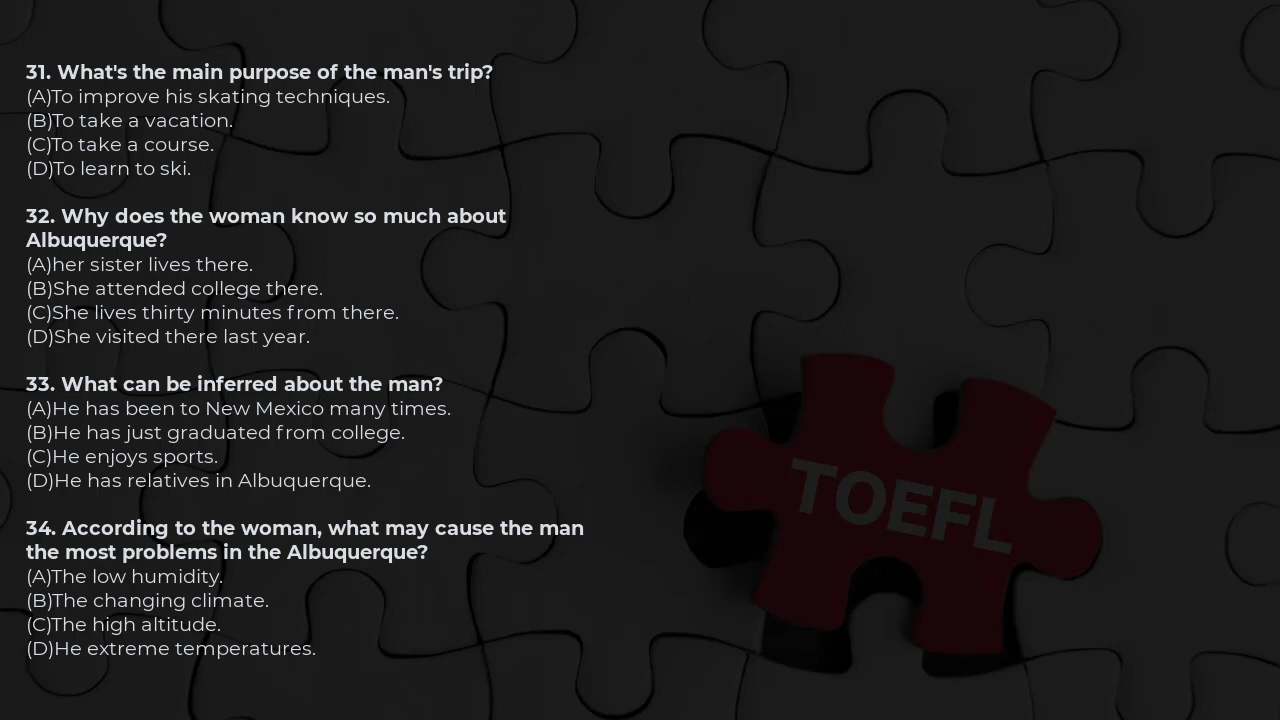 31. What's the main purpose of the man's trip?
(A)To improve his skating techniques.
(B)To take a vacation.
(C)To take a course.
(D)To learn to ski.
32. Why does the woman know so much about
Albuquerque?
(A)her sister lives there.
(B)She attended college there.
(C)She lives thirty minutes from there.
(D)She visited there last year.
33. What can be inferred about the man?
(A)He has been to New Mexico many times.
(B)He has just graduated from college.
(C)He enjoys sports.
(D)He has relatives in Albuquerque.
34. According to the woman, what may cause the man
the most problems in the Albuquerque?
(A)The low humidity.
(B)The changing climate.
(C)The high altitude.
(D)He extreme temperatures.
TOEFL